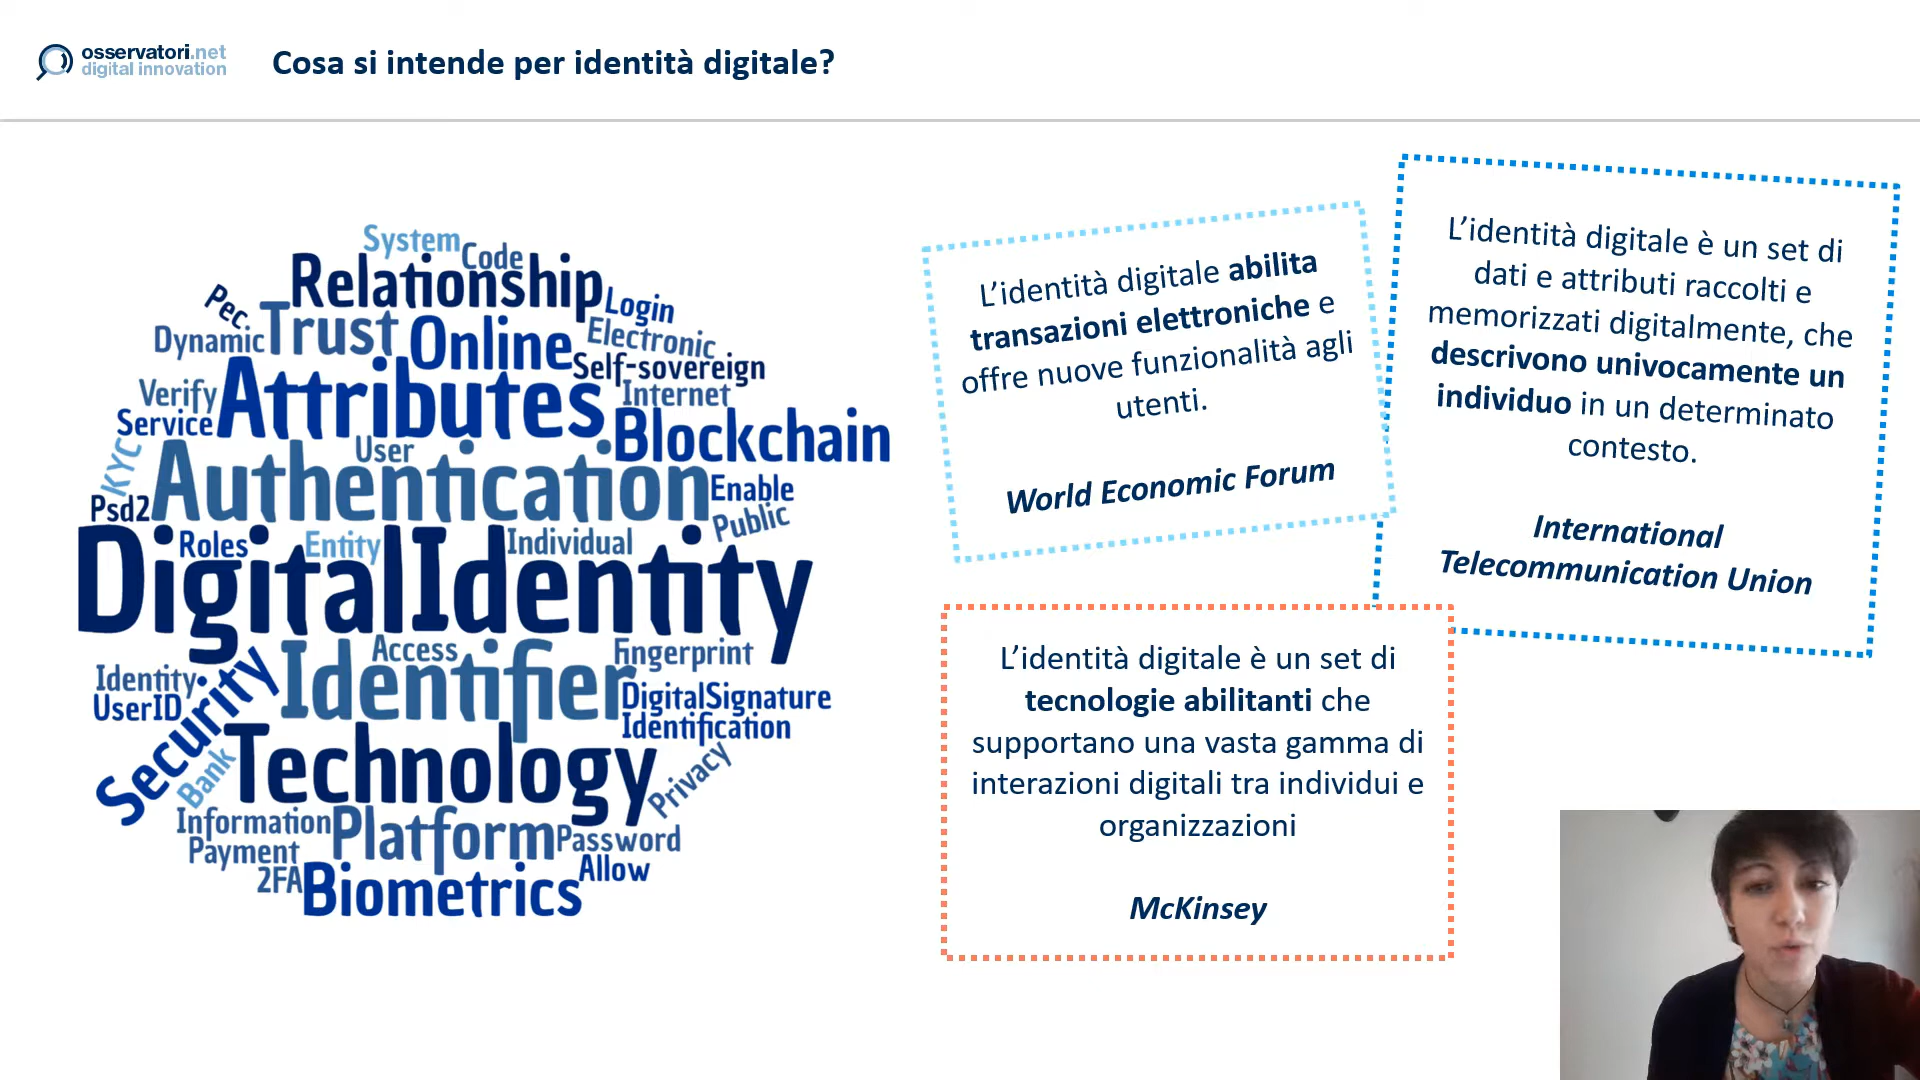 osservatori.net
digital innovation
Cosa si intende per identità digitale?
System
Code
Relationship
Pec
Login
Trust
Dynamic
Online
Electronic
Self-sovereign
Verify
Attributes
Internet
Service
Blockchain
User
KYC
Authentication
Enable
Psd2
Public
Roles
Entity
Individual
DigitalIdentity
Access
Fingerprint
Identity
Identifier
UserID
Security
DigitalSignature
Identification
Technology
Bank
Privacy
Information
Platform
Password
Payment
Allow
2FA
Biometrics
L’identità digitale abilita
transazioni elettroniche e
offre nuove funzionalità agli
utenti.
World Economic Forum
L’identità digitale è un set di
dati e attributi raccolti e
memorizzati digitalmente, che
descrivono univocamente un
individuo in un determinato
contesto.
International
Telecommunication Union
L’identità digitale è un set di
tecnologie abilitanti che
supportano una vasta gamma di
interazioni digitali tra individui e
organizzazioni
McKinsey